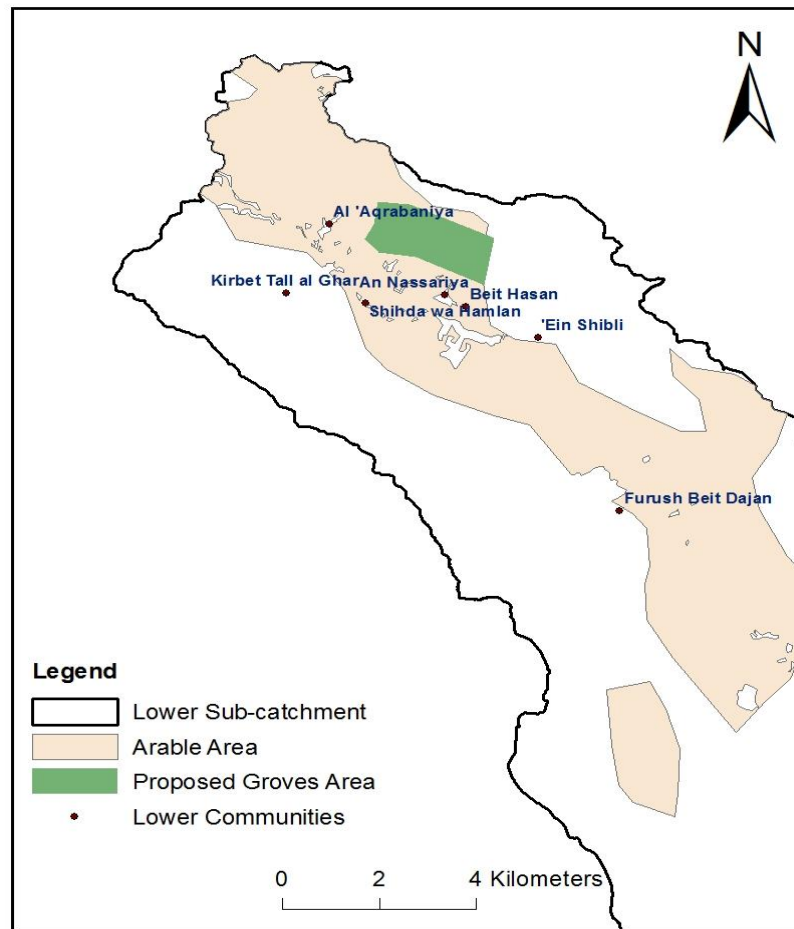 N
Al 'Aqrabaniya
Kirbet Tall al Ghar
An Nassariya
Beit Hasan
Shihda wa Hamlan
'Ein Shibli
Furush Beit Dajan
Legend
Lower Sub-catchment
Arable Area
Proposed Groves Area
Lower Communities
0 2 4 Kilometers